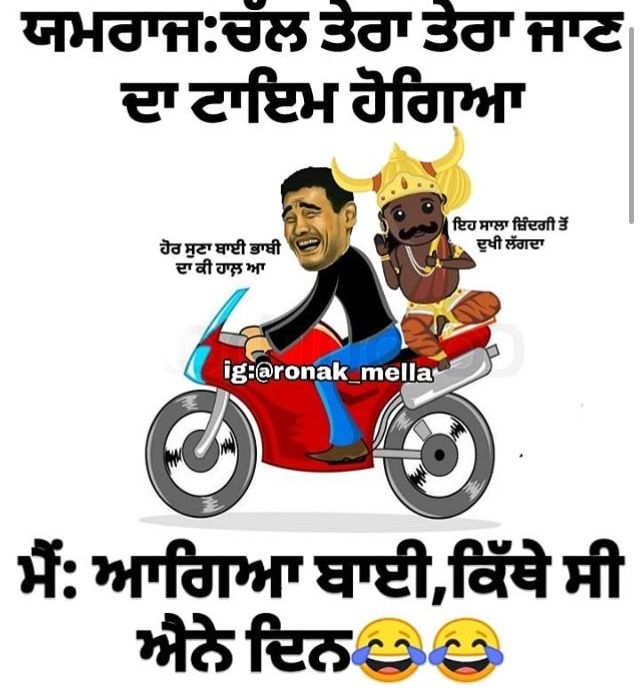 ਯਮਰਾਜ:ਚੱਲ ਤੇਰਾ ਤੇਰਾ ਜਾਣ
ਦਾ ਟਾਇਮ ਹੋਗਿਆ
ਹੋਰ ਸੁਣਾ ਬਾਈ ਭਾਬੀ
ਦਾ ਕੀ ਹਾਲ਼ ਆ
ਇਹ ਸਾਲਾ ਜ਼ਿੰਦਗੀ ਤੋਂ
ਦੁਖੀ ਲੱਗਦਾ
ig:@ronak_mella
ਮੈਂ: ਆਗਿਆ ਬਾਈ,ਕਿੱਥੇ ਸੀ
ਐਨੇ ਦਿਨ😂😂